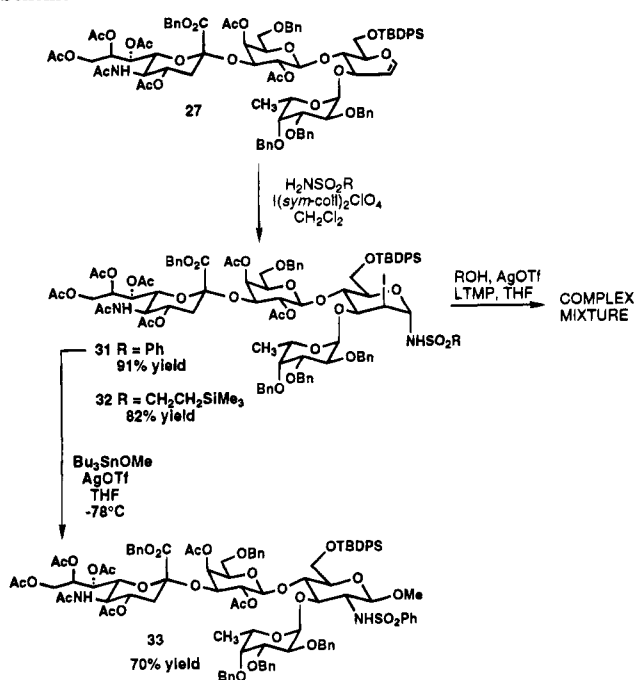 BnO₂C
AcO OBn
OTBDPS
AcO OAc
AcO
AcNH
AcO
O
O
O
O
AcO
O
O
27
CH₃
O
OBn
OBn
BnO
H₂NSO₂R
I(sym-coll)₂ClO₄
CH₂Cl₂
BnO₂C
AcO OBn
OTBDPS
I
AcO OAc
AcO
AcNH
AcO
O
O
O
O
AcO
O
O
NHSO₂R
ROH, AgOTf
LTMP, THF
COMPLEX
MIXTURE
31 R = Ph
91% yield
CH₃
O
OBn
OBn
BnO
32 R = CH₂CH₂SiMe₃
82% yield
Bu₃SnOMe
AgOTf
THF
-78°C
BnO₂C
AcO OBn
OTBDPS
AcO OAc
AcO
AcNH
AcO
O
O
O
O
AcO
O
O
OMe
NHSO₂Ph
33
70% yield
CH₃
O
OBn
OBn
BnO